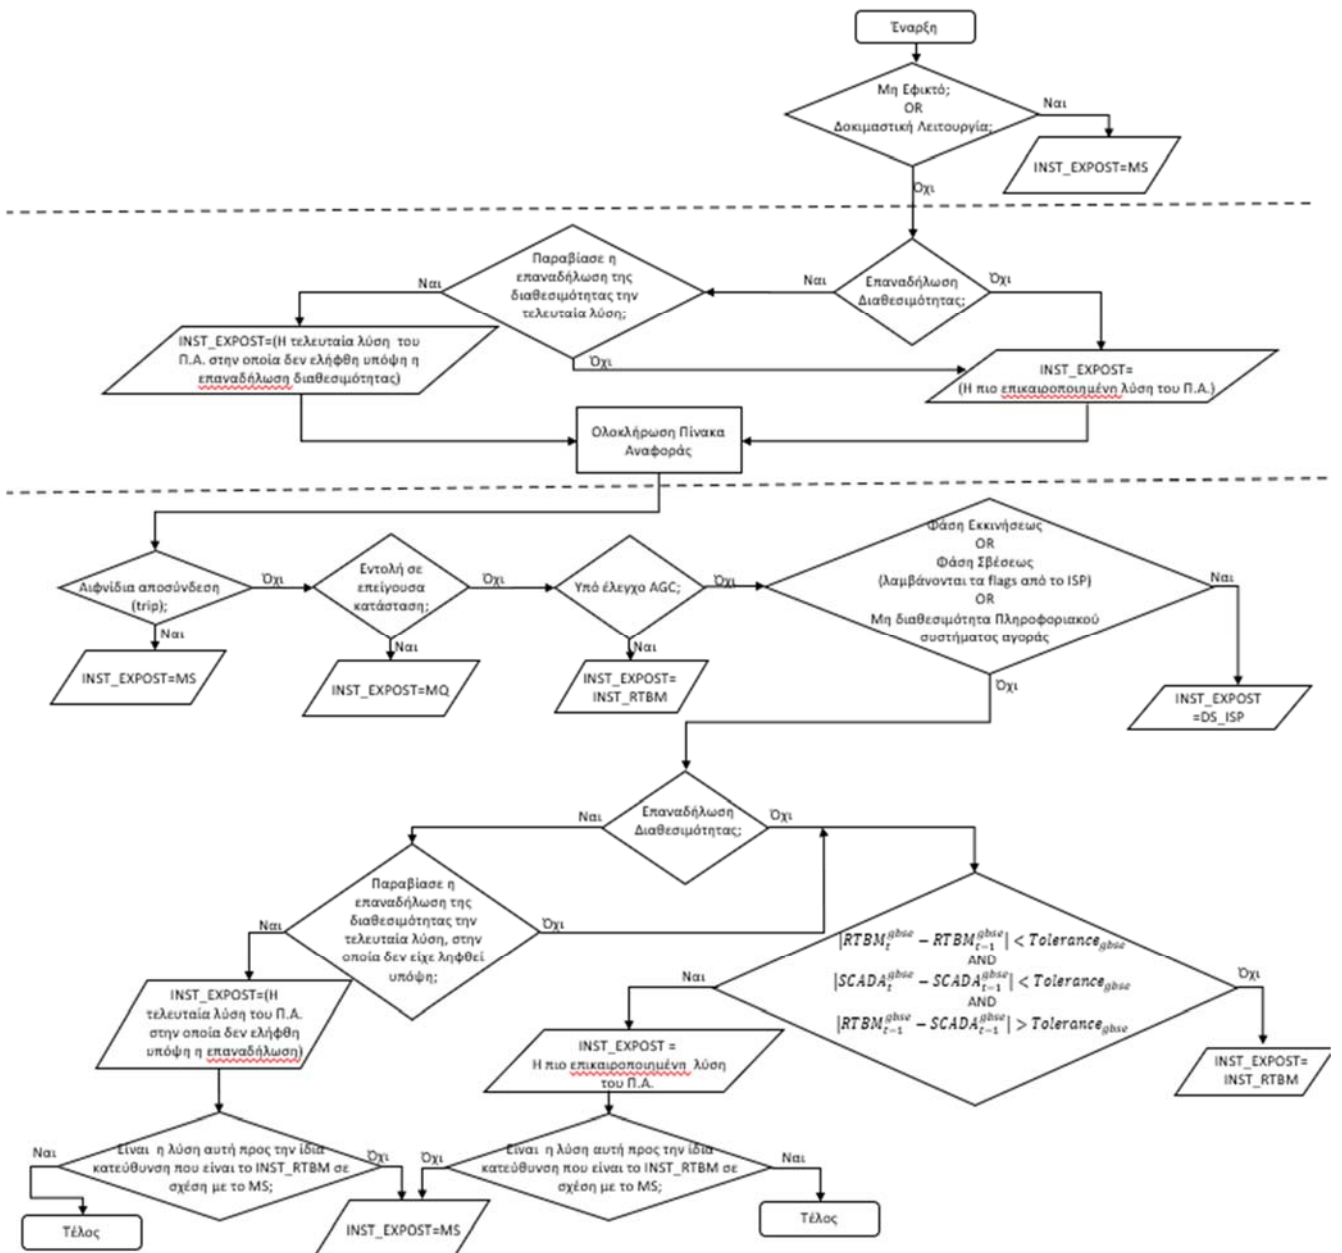 Έναρξη
Μη Εφικτό;
OR
Δοκιμαστική Λειτουργία;
Ναι
INST_EXPOST=MS
Όχι
Επαναδήλωση
Διαθεσιμότητας;
Ναι
Όχι
Παραβίασε η
επαναδήλωση της
διαθεσιμότητας την
τελευταία λύση;
Ναι
Όχι
INST_EXPOST=(Η τελευταία λύση του
Π.Α. στην οποία δεν ελήφθη υπόψη η
επαναδήλωση διαθεσιμότητας)
INST_EXPOST=
(Η πιο επικαιροποιημένη λύση του Π.Α.)
Ολοκλήρωση Πίνακα
Αναφοράς
Αιφνίδια αποσύνδεση
(trip);
Όχι
Ναι
INST_EXPOST=MS
Εντολή σε
επείγουσα
κατάσταση;
Όχι
Ναι
INST_EXPOST=MQ
Υπό έλεγχο AGC;
Όχι
Ναι
INST_EXPOST=
INST_RTBM
Φάση Εκκινήσεως
OR
Φάση Σβέσεως
(λαμβάνονται τα flags από το ISP)
OR
Μη διαθεσιμότητα Πληροφοριακού
συστήματος αγοράς
Ναι
Όχι
INST_EXPOST
=DS_ISP
Επαναδήλωση
Διαθεσιμότητας;
Ναι
Όχι
Παραβίασε η
επαναδήλωση της
διαθεσιμότητας την
τελευταία λύση, στην
οποία δεν είχε ληφθεί
υπόψη;
Ναι
Όχι
|RTBM_t^{gbse} − RTBM_{t−1}^{gbse}| < Tolerance_{gbse}
AND
|SCADA_t^{gbse} − SCADA_{t−1}^{gbse}| < Tolerance_{gbse}
AND
|RTBM_{t−1}^{gbse} − SCADA_{t−1}^{gbse}| > Tolerance_{gbse}
Ναι
Όχι
INST_EXPOST=(Η
τελευταία λύση του Π.Α.
στην οποία δεν ελήφθη
υπόψη η επαναδήλωση)
INST_EXPOST =
Η πιο επικαιροποιημένη λύση
του Π.Α.
INST_EXPOST=
INST_RTBM
Είναι η λύση αυτή προς την ίδια
κατεύθυνση που είναι το INST_RTBM σε
σχέση με το MS;
Ναι
Όχι
Είναι η λύση αυτή προς την ίδια
κατεύθυνση που είναι το INST_RTBM σε
σχέση με το MS;
Όχι
Ναι
Τέλος
INST_EXPOST=MS
Τέλος